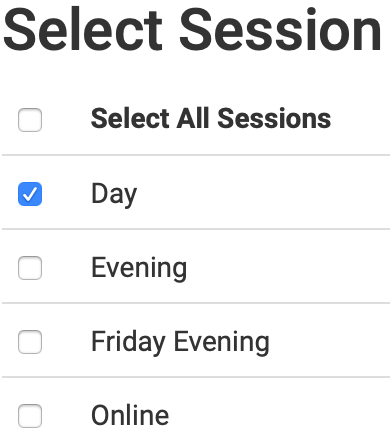 Select Session
Select All Sessions
Day
Evening
Friday Evening
Online